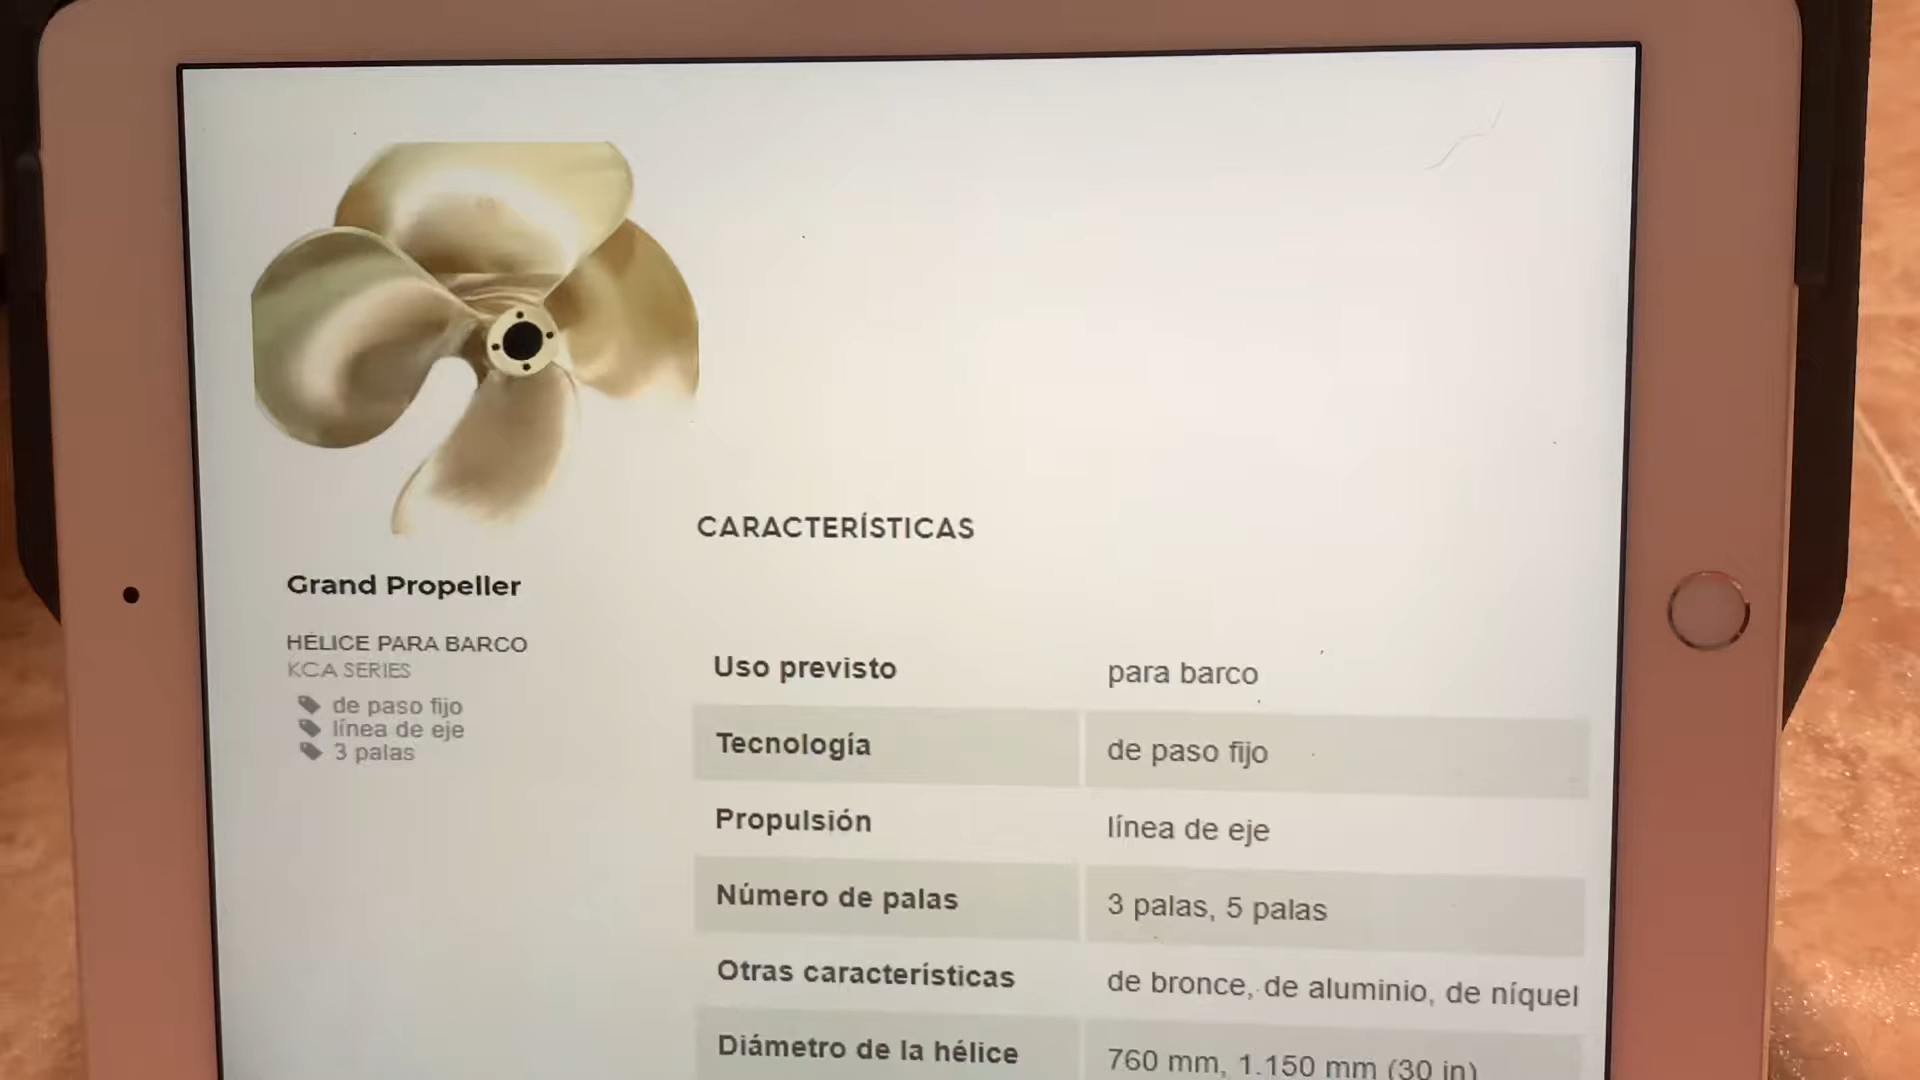 CARACTERÍSTICAS
Grand Propeller
HÉLICE PARA BARCO
KCA SERIES
de paso fijo
línea de eje
3 palas
Uso previsto para barco
Tecnología de paso fijo
Propulsión línea de eje
Número de palas 3 palas, 5 palas
Otras características de bronce, de aluminio, de níquel
Diámetro de la hélice 760 mm, 1.150 mm (30 in)